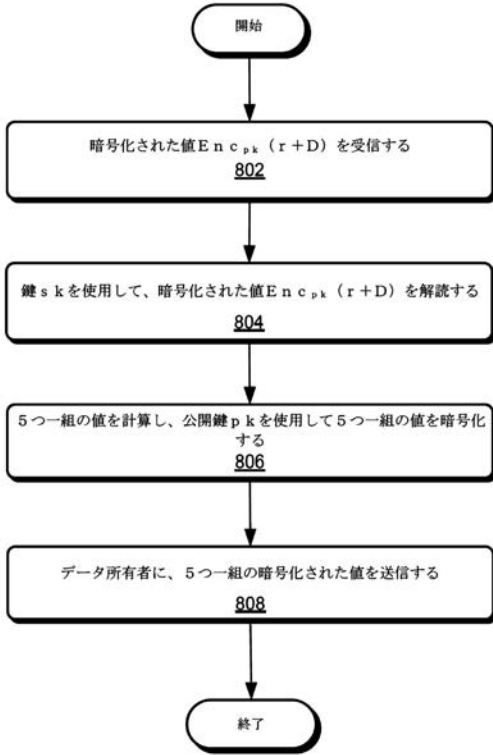 開始
暗号化された値Ｅｎｃｐｋ（ｒ＋Ｄ）を受信する
802
鍵ｓｋを使用して、暗号化された値Ｅｎｃｐｋ（ｒ＋Ｄ）を解読する
804
５つ一組の値を計算し、公開鍵ｐｋを使用して５つ一組の値を暗号化
する
806
データ所有者に、５つ一組の暗号化された値を送信する
808
終了